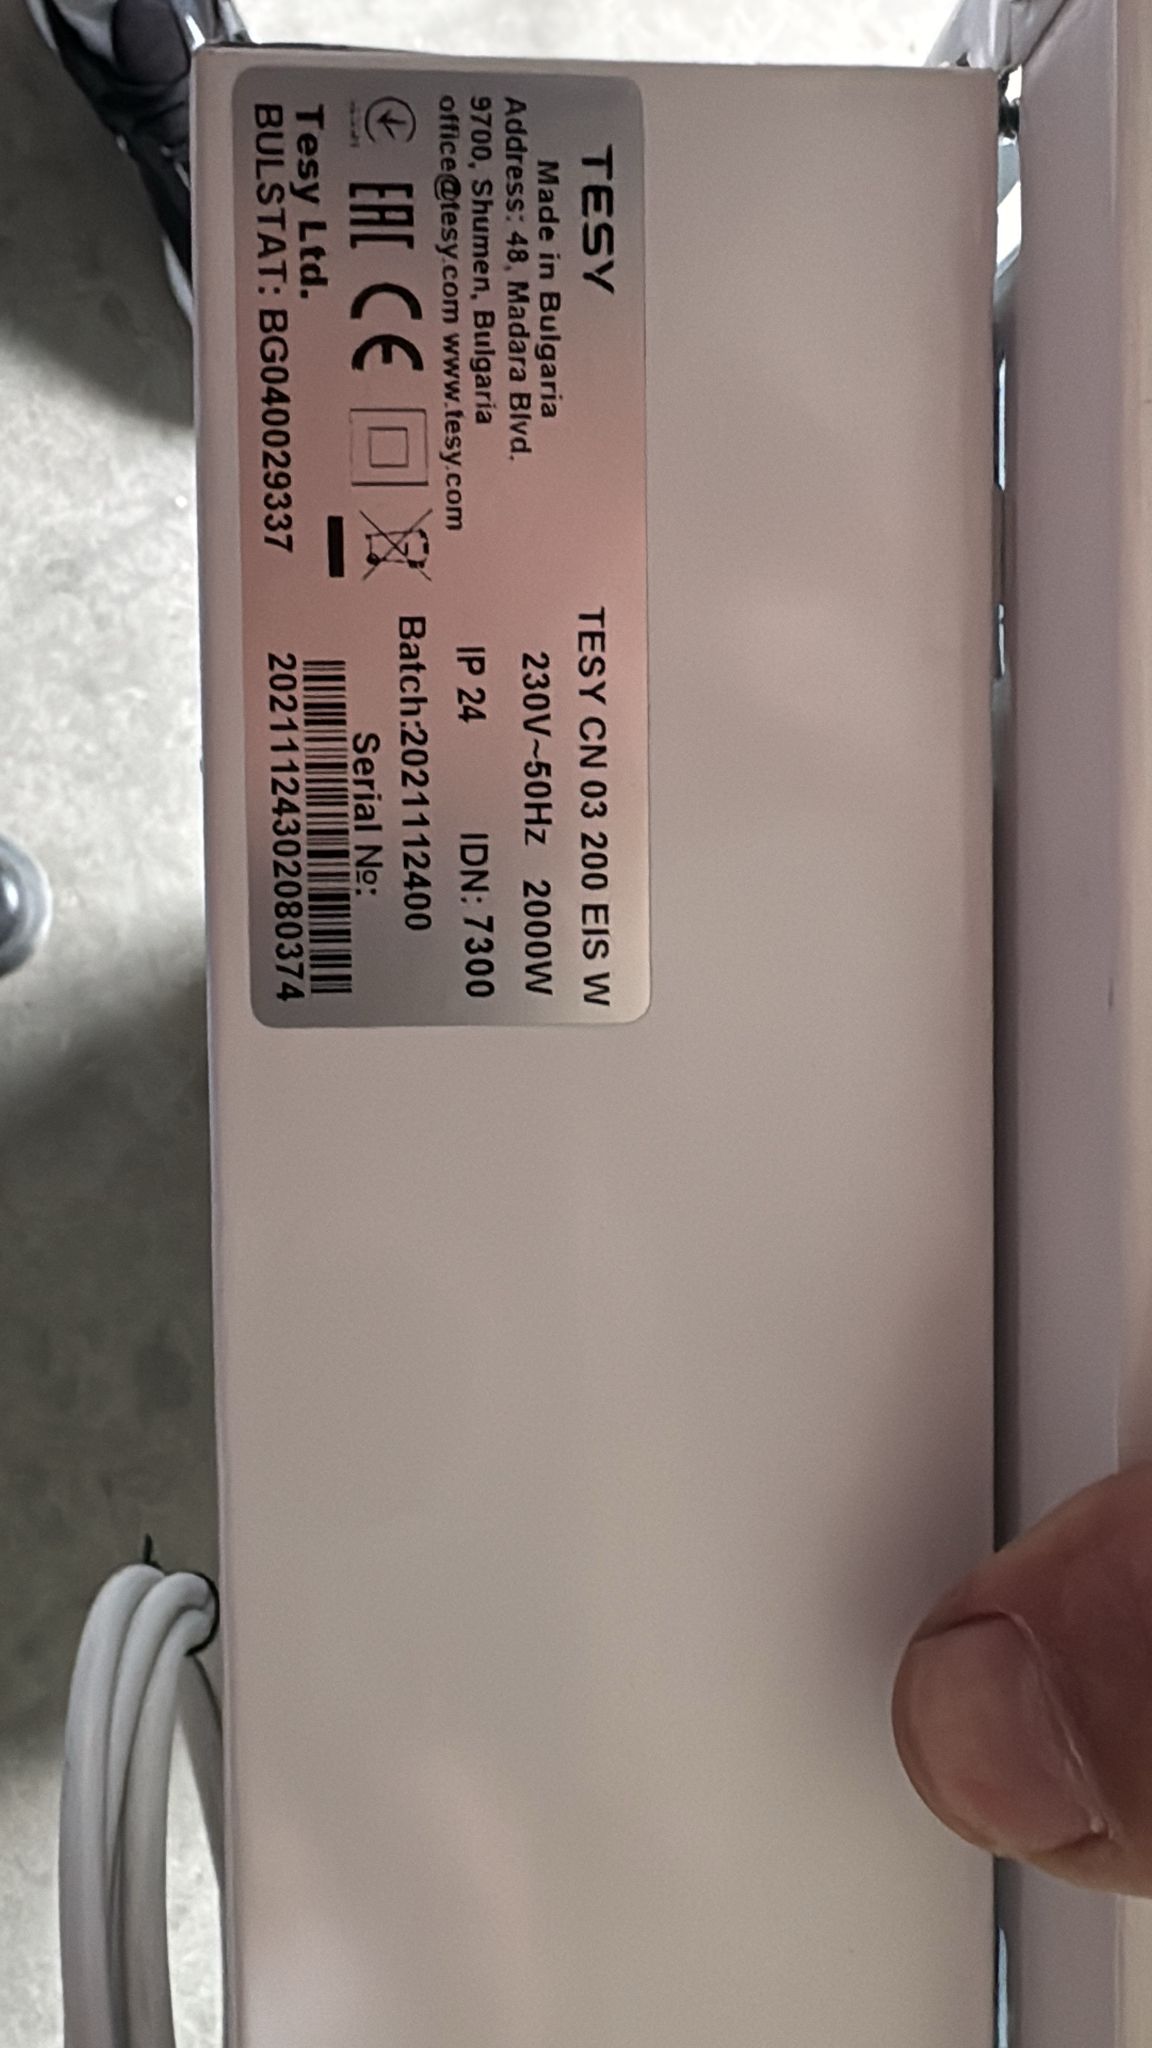 TESY
Made in Bulgaria
Address: 48, Madara Blvd.
9700, Shumen, Bulgaria
office@tesy.com www.tesy.com
EAC CE
Tesy Ltd.
BULSTAT: BG040029337
TESY CN 03 200 EIS W
230V~50Hz 2000W
IP 24 IDN: 7300
Batch:2021112400
Serial №:
20211124302080374